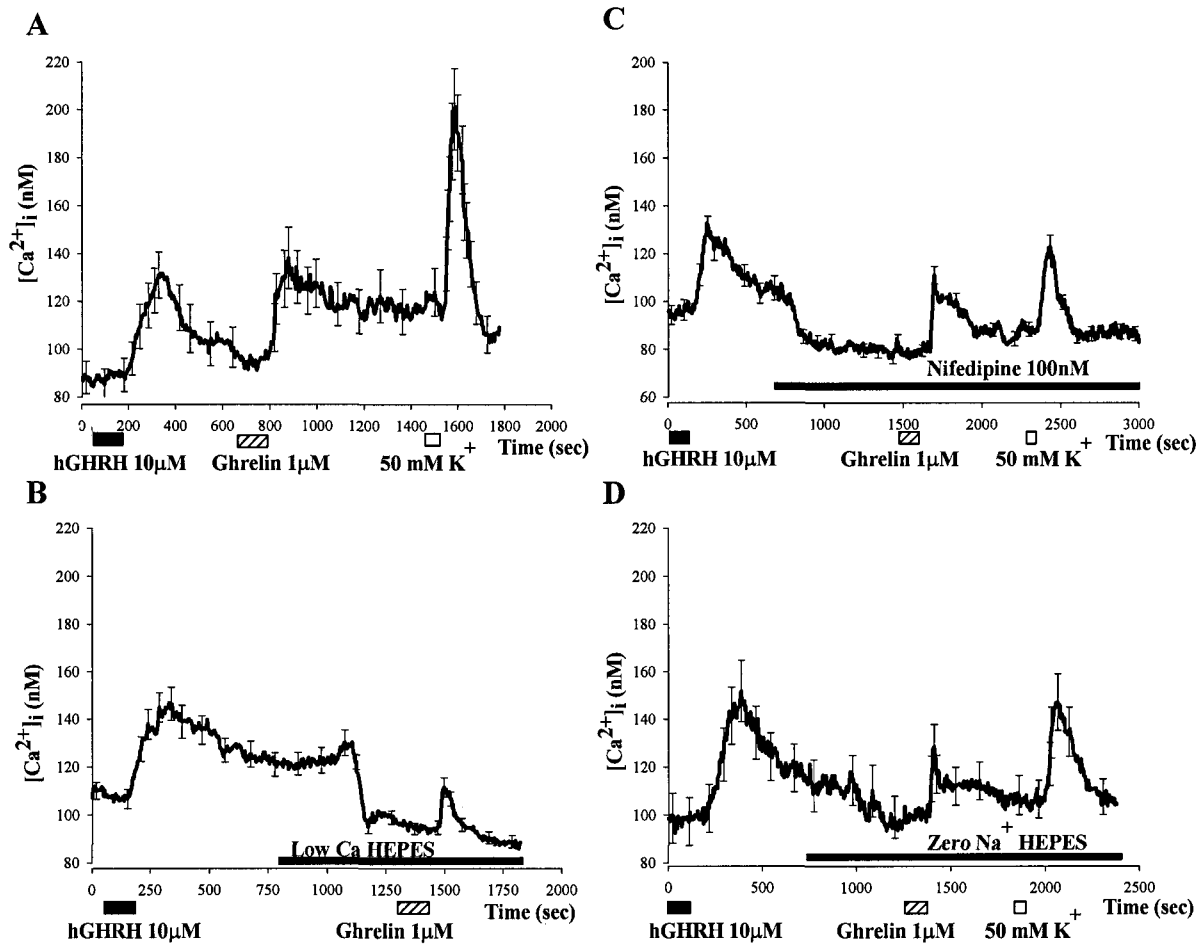 A
[Ca2+]i (nM)
220
200
180
160
140
120
100
80
0 200 400 600 800 1000 1200 1400 1600 1800 2000
hGHRH 10µM Ghrelin 1µM 50 mM K+ Time (sec)
B
[Ca2+]i (nM)
220
200
180
160
140
120
100
80
Low Ca HEPES
0 250 500 750 1000 1250 1500 1750 2000
hGHRH 10µM Ghrelin 1µM Time (sec)
C
[Ca2+]i (nM)
200
180
160
140
120
100
80
60
Nifedipine 100nM
0 500 1000 1500 2000 2500 3000
hGHRH 10µM Ghrelin 1µM 50 mM K+ Time (sec)
D
[Ca2+]i (nM)
220
200
180
160
140
120
100
80
Zero Na+ HEPES
0 500 1000 1500 2000 2500
hGHRH 10µM Ghrelin 1µM 50 mM K+ Time (sec)